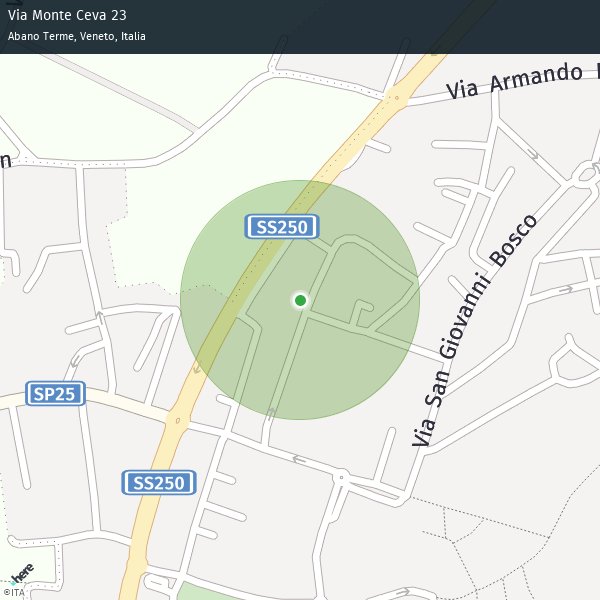 Via Monte Ceva 23
Abano Terme, Veneto, Italia
Via Armando
n
SS250
Via San Giovanni Bosco
SP25
SS250
here
©ITA